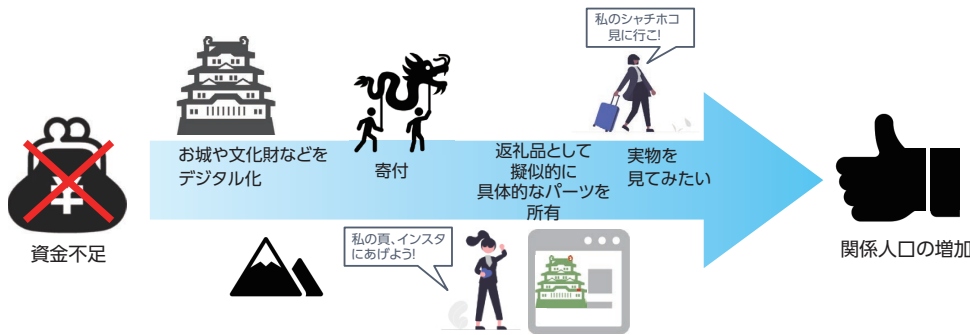 私のシャチホコ
見に行こ!
お城や文化財などを
デジタル化
寄付
返礼品として
擬似的に
具体的なパーツを
所有
実物を
見てみたい
¥
資金不足
関係人口の増加
私の頁、インスタ
にあげよう!